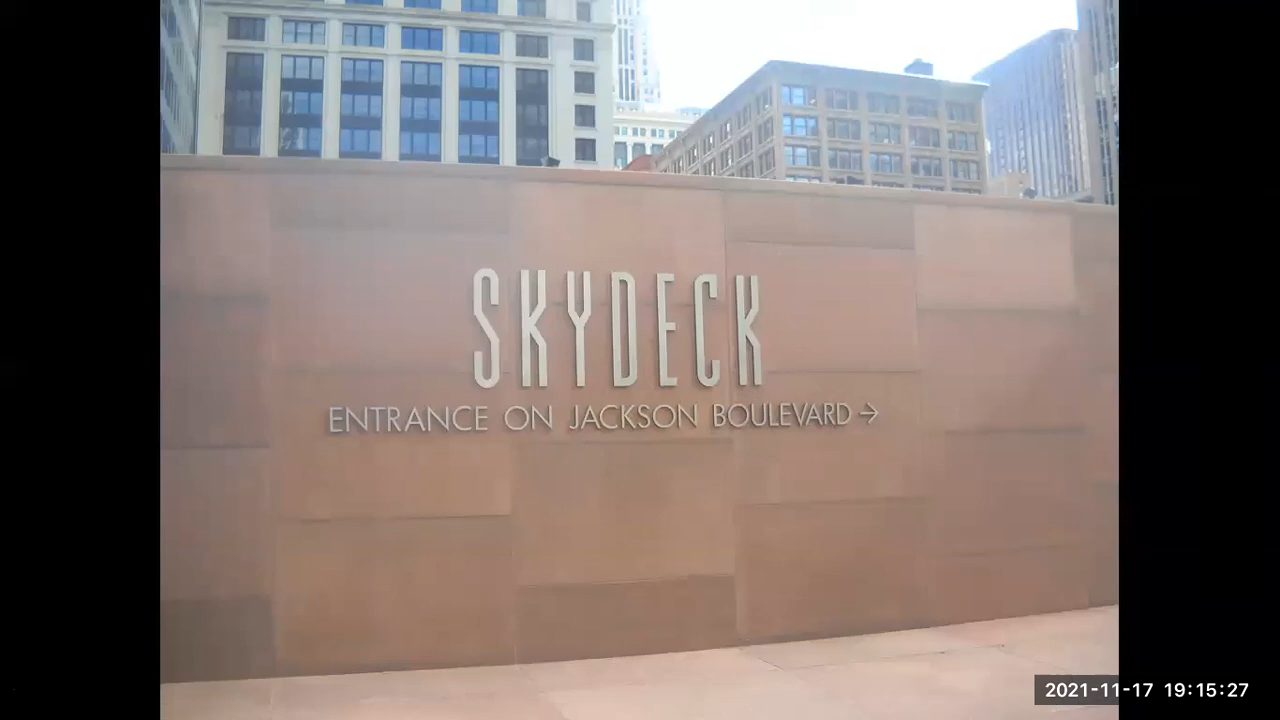 SKYDECK
ENTRANCE ON JACKSON BOULEVARD →
2021-11-17 19:15:27